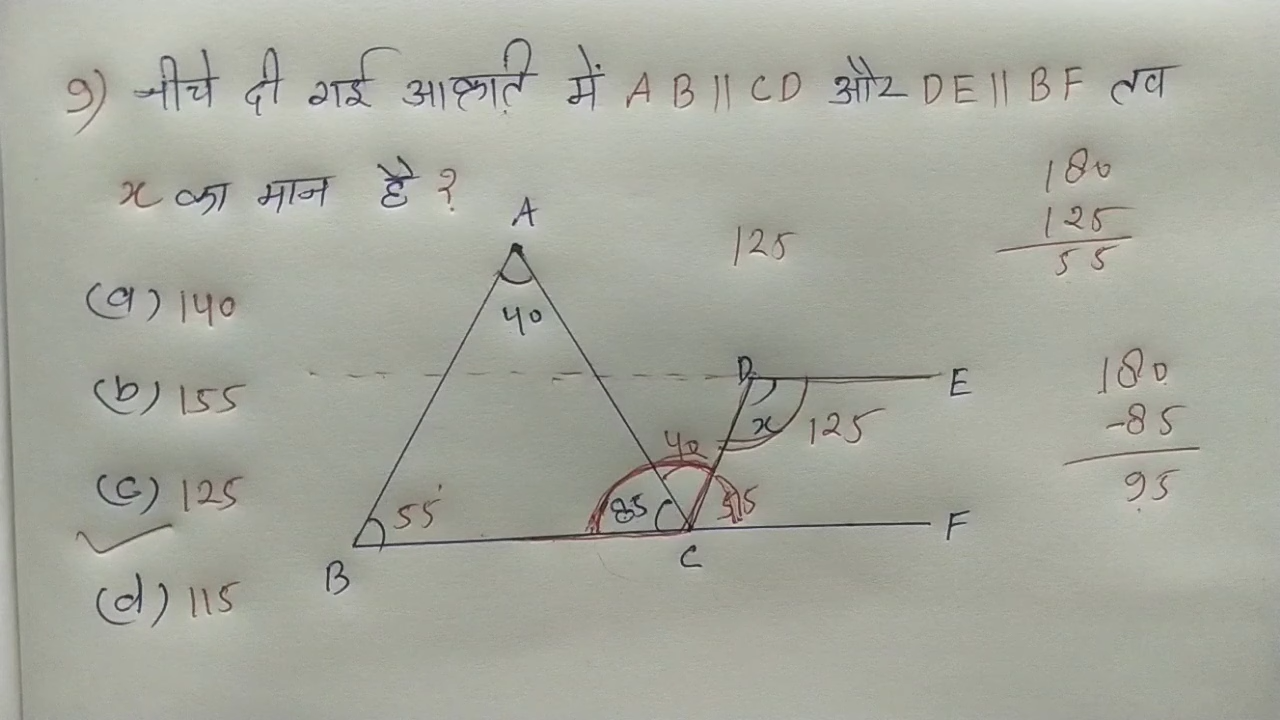 9) नीचे दी गई आकृति में AB||CD और DE||BF तब
x का मान है ?
(a) 140
(b) 155
(c) 125
(d) 115
A
40
B
55
85
C
40
55
D
x
125
E
F
125
180
125
55
180
-85
95